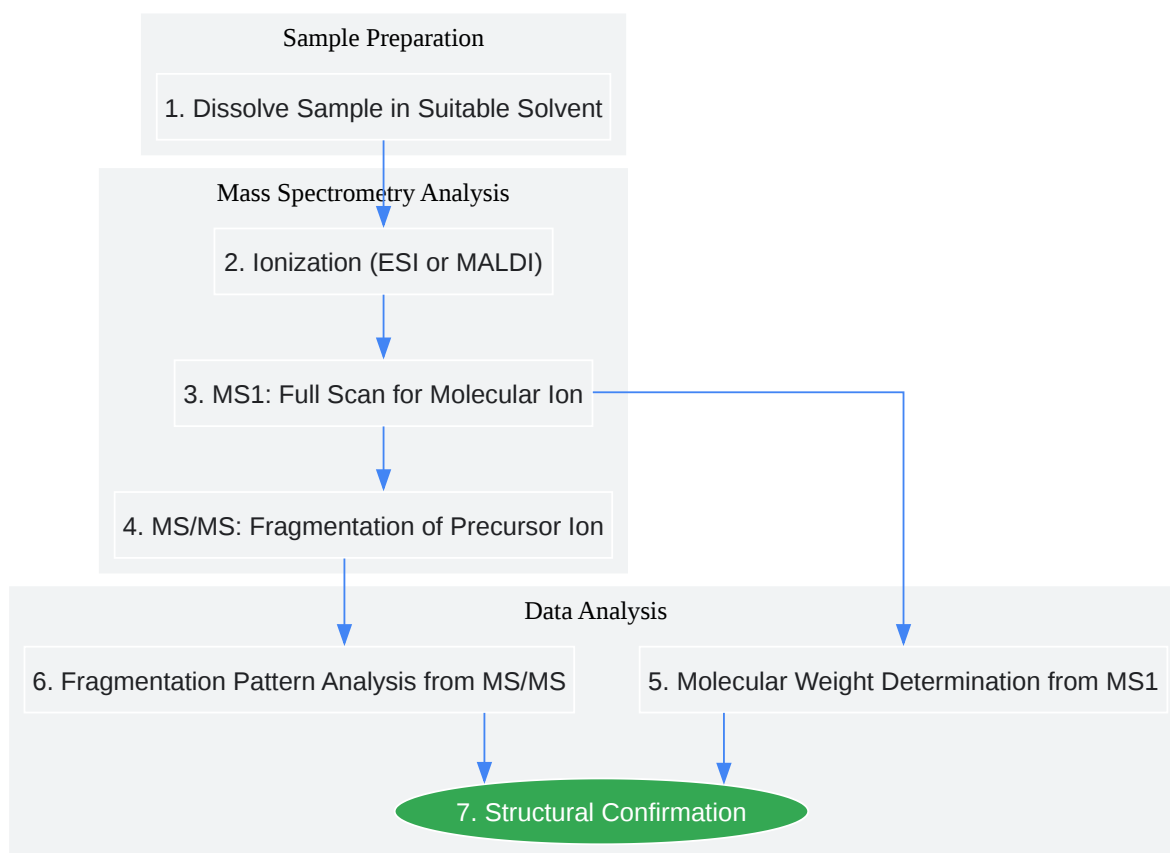 Sample Preparation
1. Dissolve Sample in Suitable Solvent
Mass Spectrometry Analysis
2. Ionization (ESI or MALDI)
3. MS1: Full Scan for Molecular Ion
4. MS/MS: Fragmentation of Precursor Ion
Data Analysis
6. Fragmentation Pattern Analysis from MS/MS
5. Molecular Weight Determination from MS1
7. Structural Confirmation